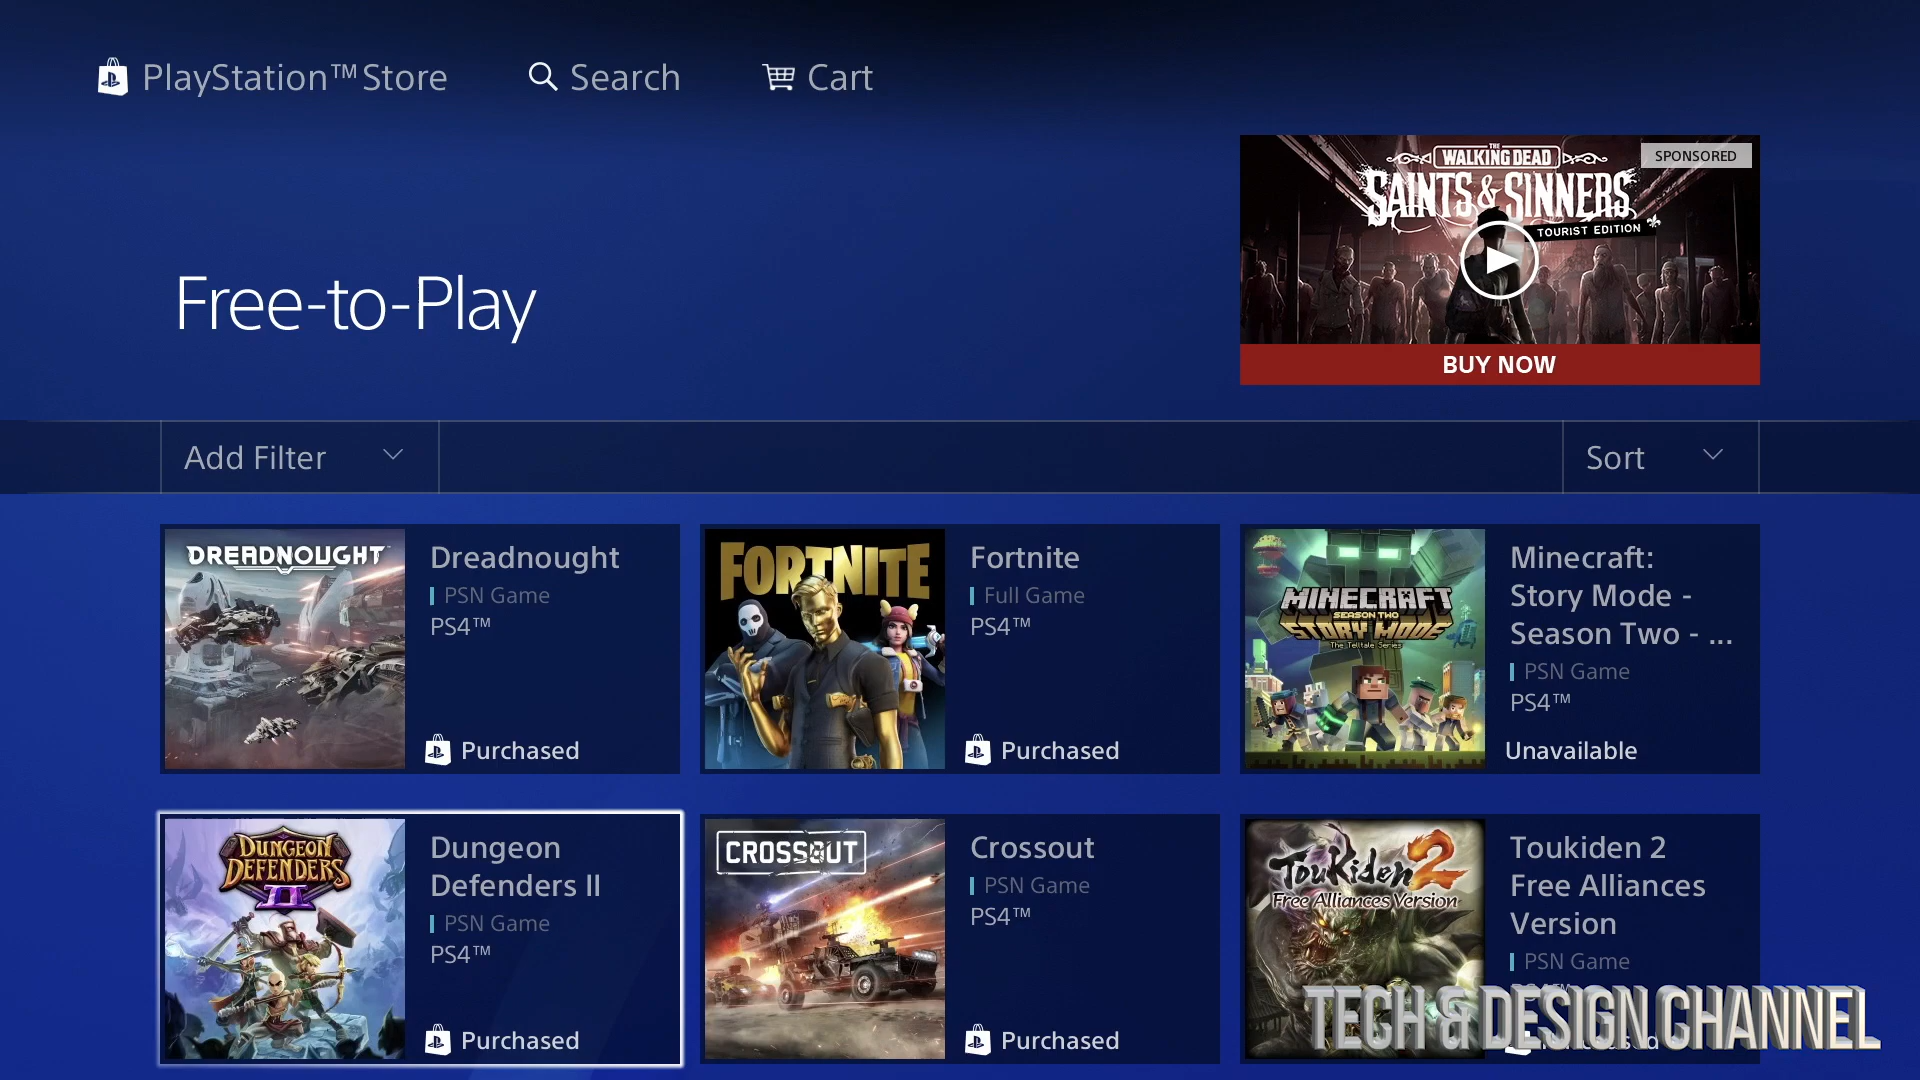 PlayStation™Store
Search
Cart
Free-to-Play
THE
WALKING DEAD
SAINTS & SINNERS
TOURIST EDITION
SPONSORED
BUY NOW
Add Filter
Sort
DREADNOUGHT
Dreadnought
PSN Game
PS4™
Purchased
FORTNITE
Fortnite
Full Game
PS4™
Purchased
MINECRAFT
SEASON TWO
STORY MODE
The Telltale Series
Minecraft:
Story Mode -
Season Two - ...
PSN Game
PS4™
Unavailable
DUNGEON
DEFENDERS
II
Dungeon
Defenders II
PSN Game
PS4™
Purchased
CROSSOUT
Crossout
PSN Game
PS4™
Purchased
Toukiden 2
Free Alliances Version
Toukiden 2
Free Alliances
Version
PSN Game
TECH & DESIGN CHANNEL